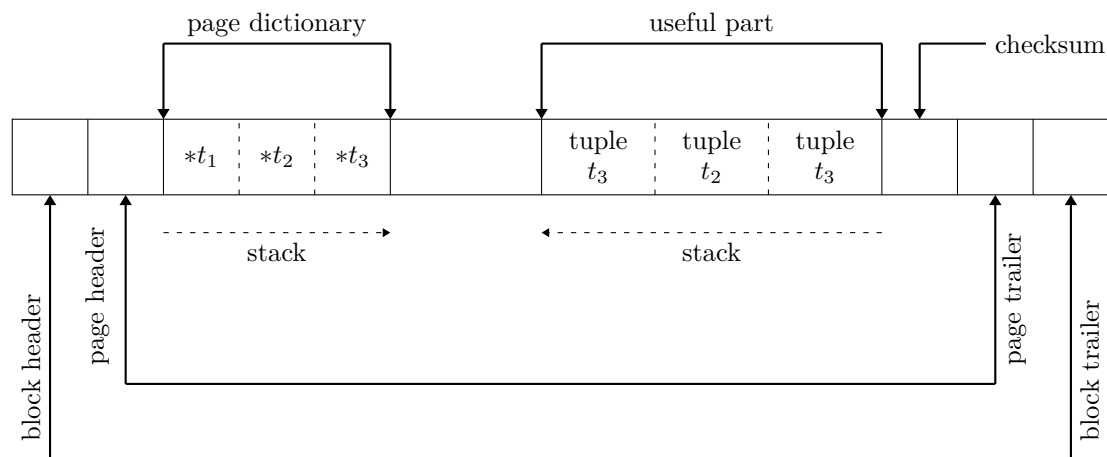 page dictionary
useful part
checksum
*t₁
*t₂
*t₃
tuple
t₃
tuple
t₂
tuple
t₃
stack
stack
block header
page header
page trailer
block trailer